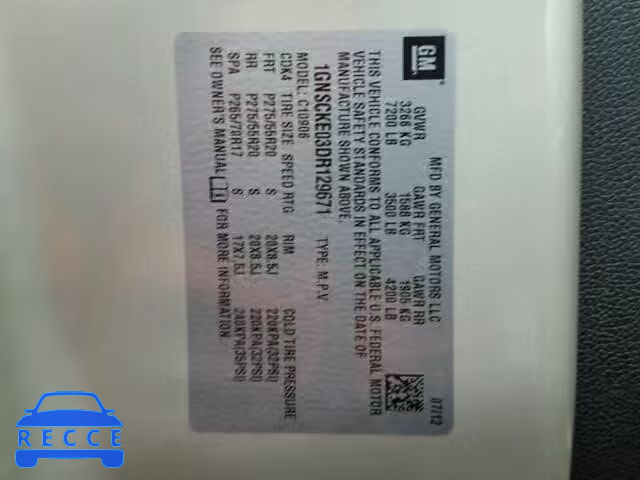 GM
MFD BY GENERAL MOTORS LLC 07/12
GVWR GAWR FRT GAWR RR
3266 KG 1588 KG 1905 KG
7200 LB 3500 LB 4200 LB
THIS VEHICLE CONFORMS TO ALL APPLICABLE U.S. FEDERAL MOTOR
VEHICLE SAFETY STANDARDS IN EFFECT ON THE DATE OF
MANUFACTURE SHOWN ABOVE.
1GNSCKE03DR129671 TYPE: M.P.V
MODEL: C10906
CDK4 TIRE SIZE SPEED RTG RIM COLD TIRE PRESSURE
FRT P275/55R20 S 20X8.5J 220KPA(32PSI)
RR P275/55R20 S 20X8.5J 220KPA(32PSI)
SPA P265/70R17 S 17X7.5J 240KPA(35PSI)
SEE OWNER'S MANUAL FOR MORE INFORMATION.
RECCE